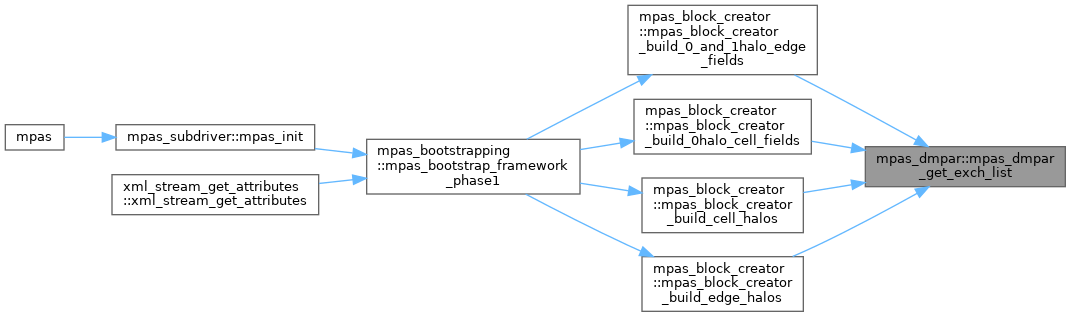 mpas
mpas_subdriver::mpas_init
xml_stream_get_attributes
::xml_stream_get_attributes
mpas_bootstrapping
::mpas_bootstrap_framework
_phase1
mpas_block_creator
::mpas_block_creator
_build_0_and_1halo_edge
_fields
mpas_block_creator
::mpas_block_creator
_build_0halo_cell_fields
mpas_block_creator
::mpas_block_creator
_build_cell_halos
mpas_block_creator
::mpas_block_creator
_build_edge_halos
mpas_dmpar::mpas_dmpar
_get_exch_list